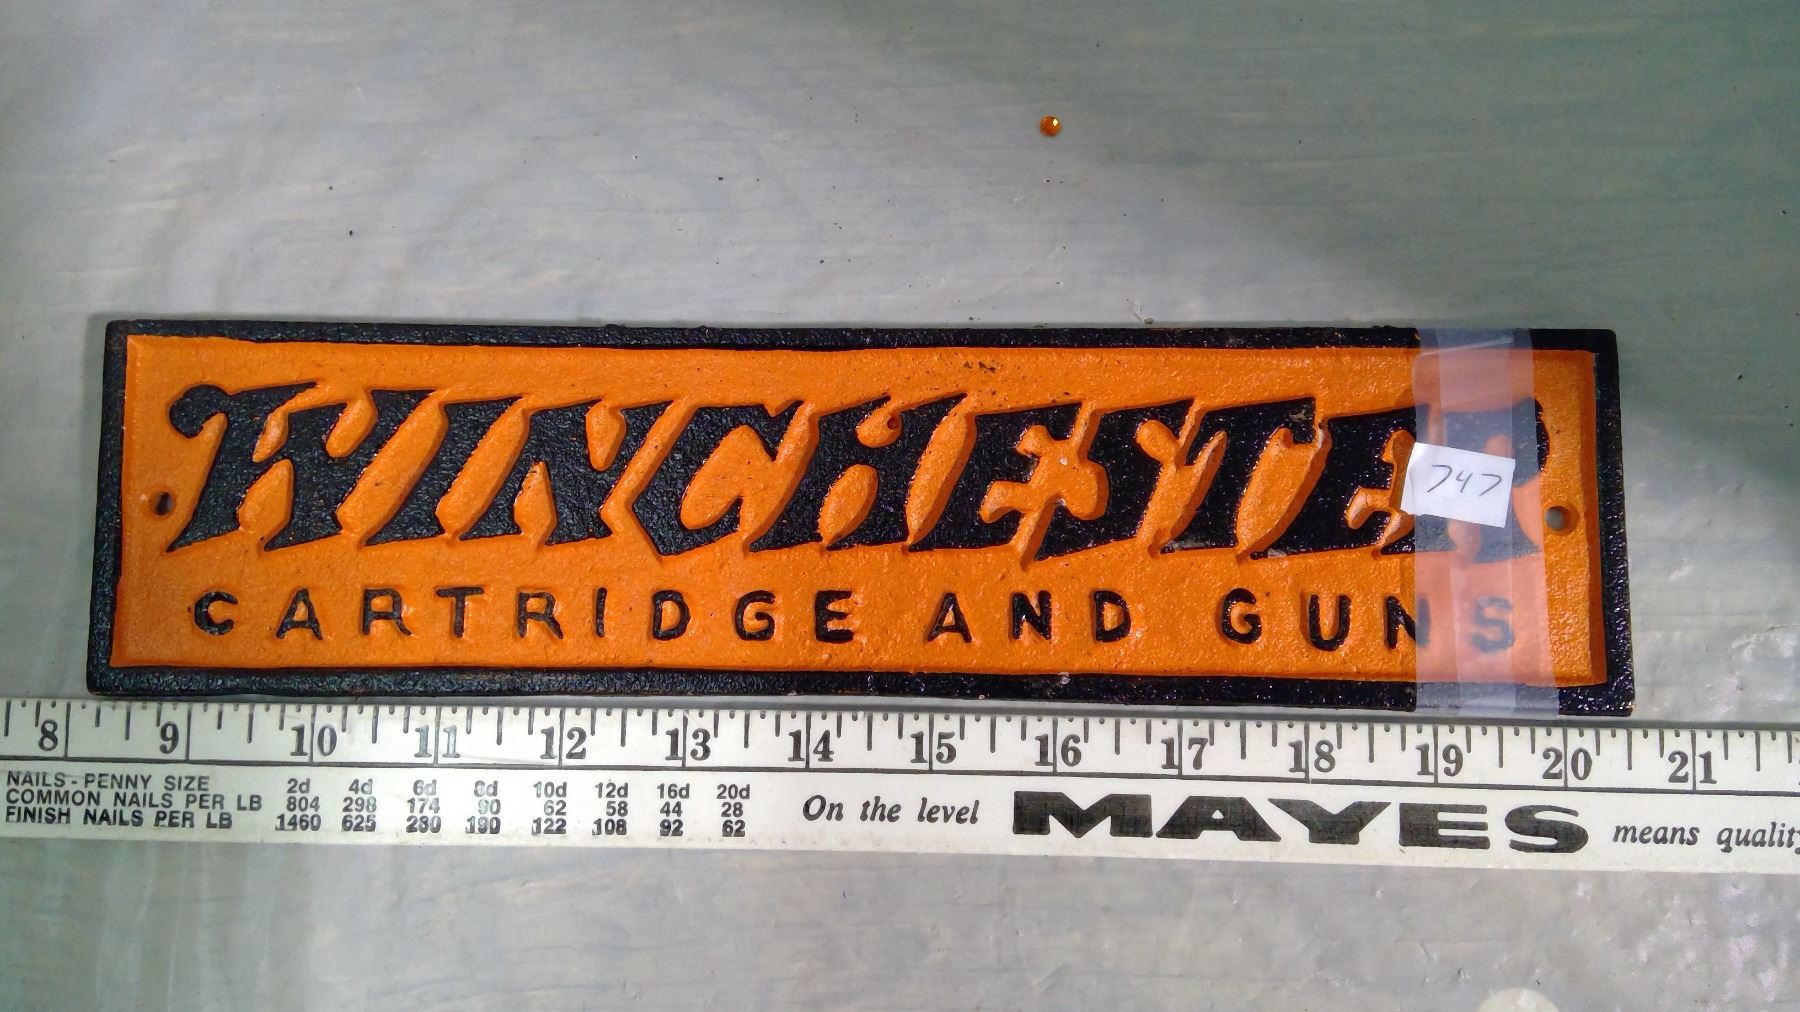 WINCHESTER
747
CARTRIDGE AND GUNS
8 9 10 11 12 13 14 15 16 17 18 19 20 21
NAILS - PENNY SIZE 2d 4d 6d 8d 10d 12d 16d 20d
COMMON NAILS PER LB 804 298 174 90 62 58 44 28
FINISH NAILS PER LB 1460 625 280 190 122 108 92 62
On the level MAYES means quality